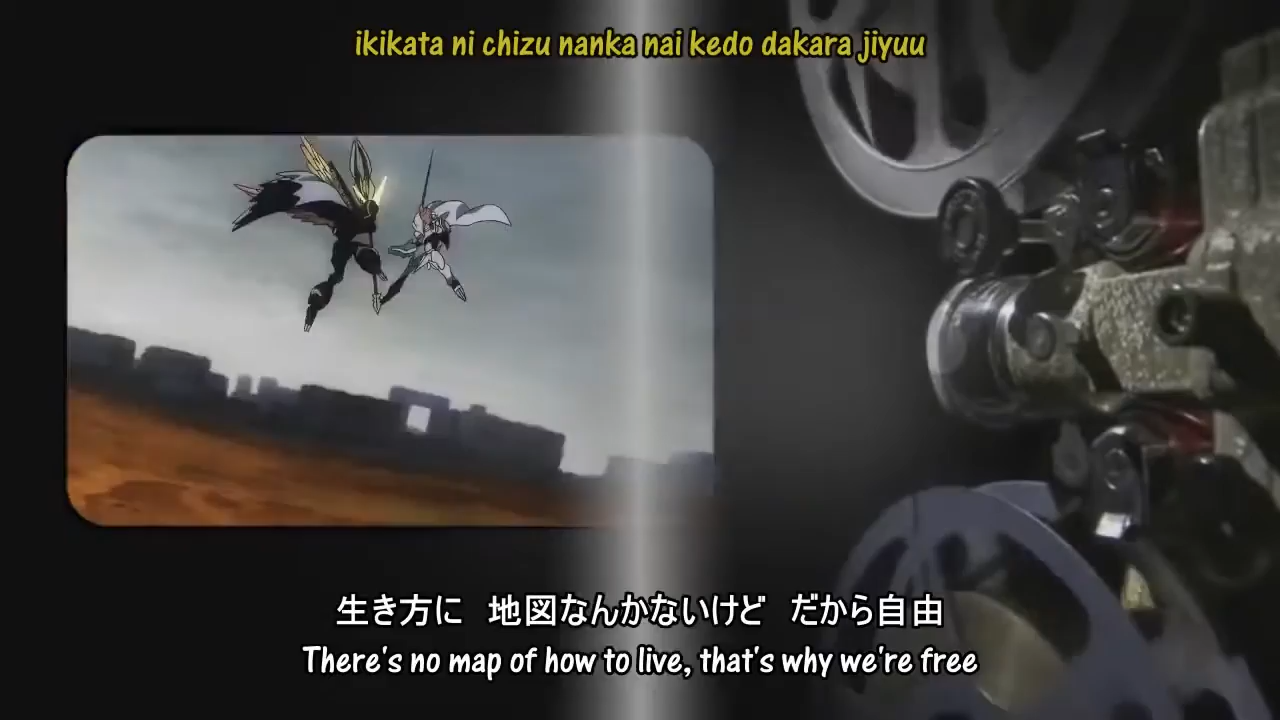 ikikata ni chizu nanka nai kedo dakara jiyuu
生き方に　地図なんかないけど　だから自由
There's no map of how to live, that's why we're free